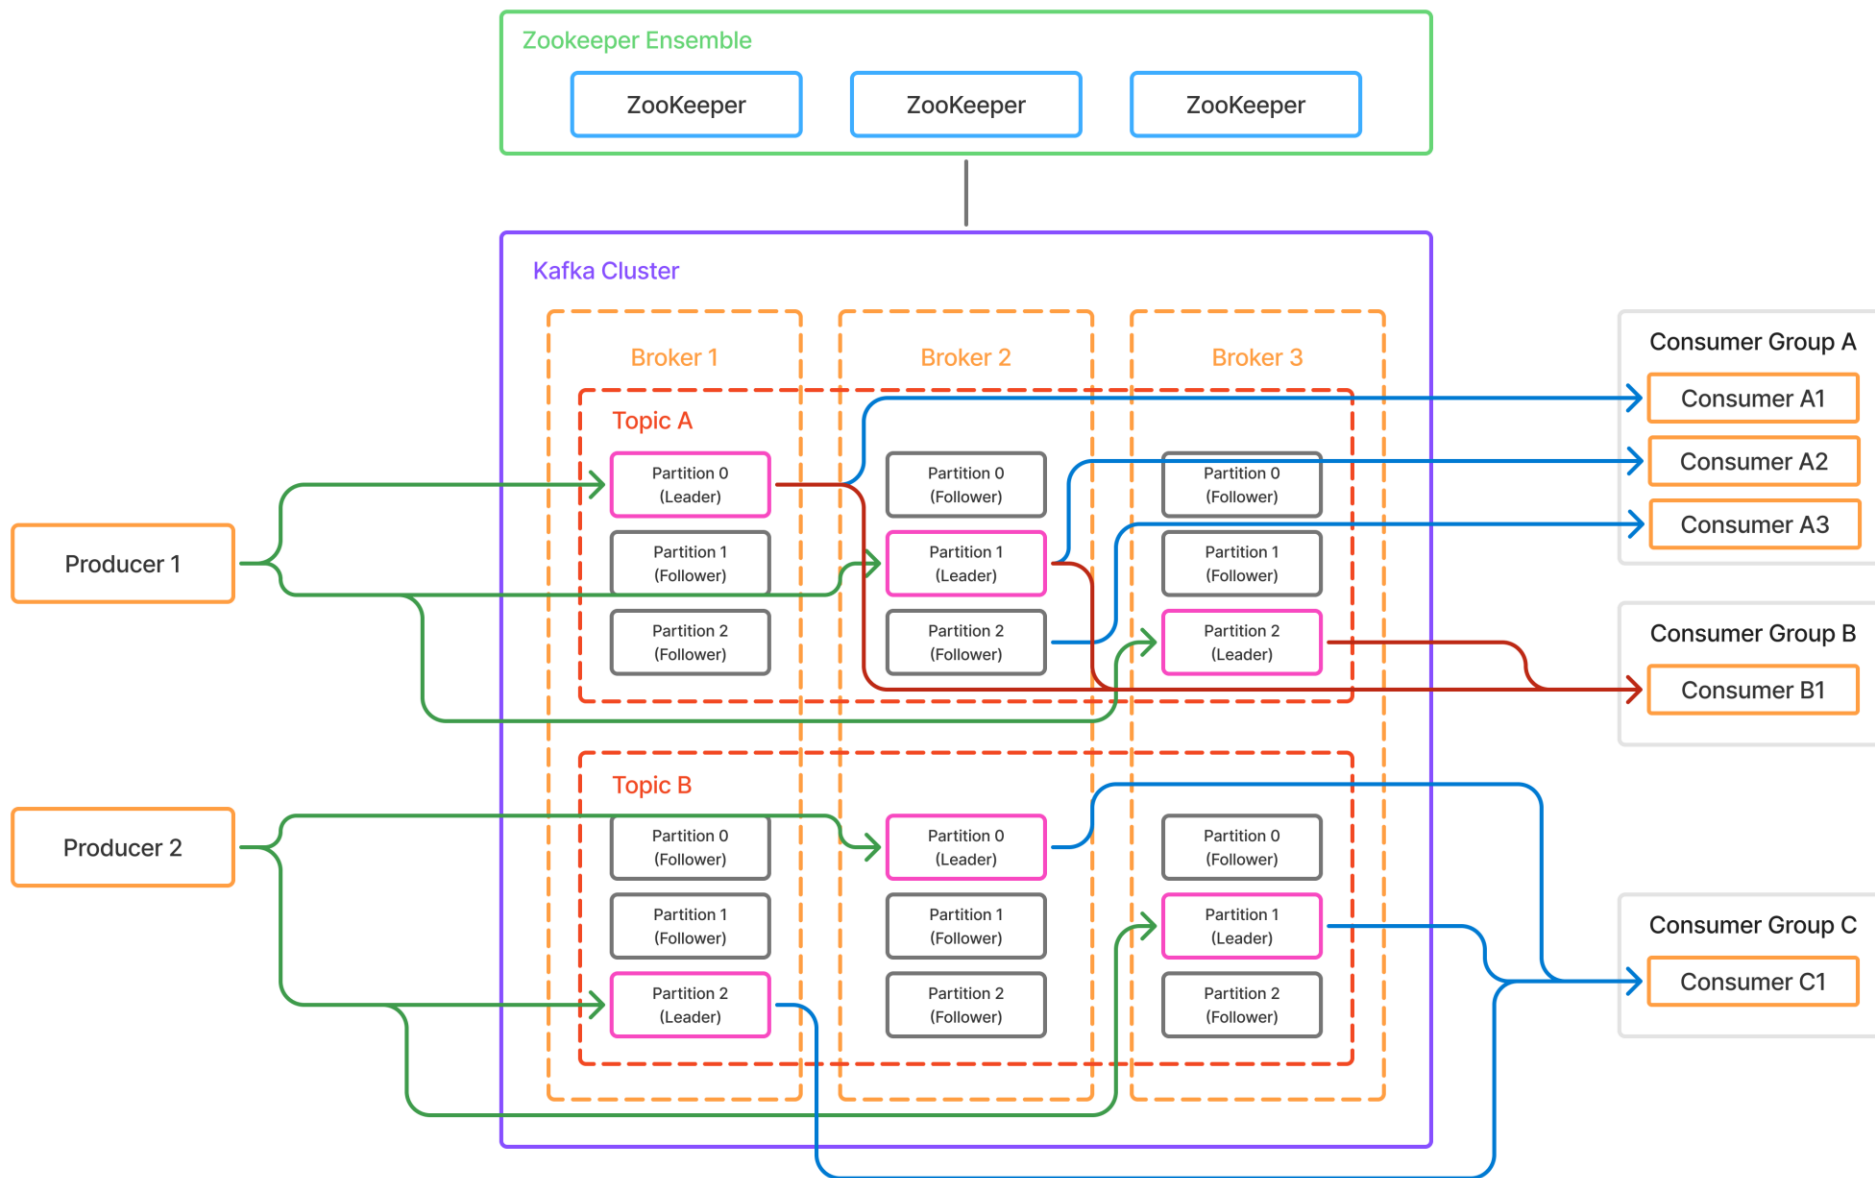 Zookeeper Ensemble
ZooKeeper
ZooKeeper
ZooKeeper
Kafka Cluster
Broker 1
Broker 2
Broker 3
Topic A
Partition 0
(Leader)
Partition 0
(Follower)
Partition 0
(Follower)
Partition 1
(Follower)
Partition 1
(Leader)
Partition 1
(Follower)
Partition 2
(Follower)
Partition 2
(Follower)
Partition 2
(Leader)
Topic B
Partition 0
(Follower)
Partition 0
(Leader)
Partition 0
(Follower)
Partition 1
(Follower)
Partition 1
(Follower)
Partition 1
(Leader)
Partition 2
(Leader)
Partition 2
(Follower)
Partition 2
(Follower)
Producer 1
Producer 2
Consumer Group A
Consumer A1
Consumer A2
Consumer A3
Consumer Group B
Consumer B1
Consumer Group C
Consumer C1